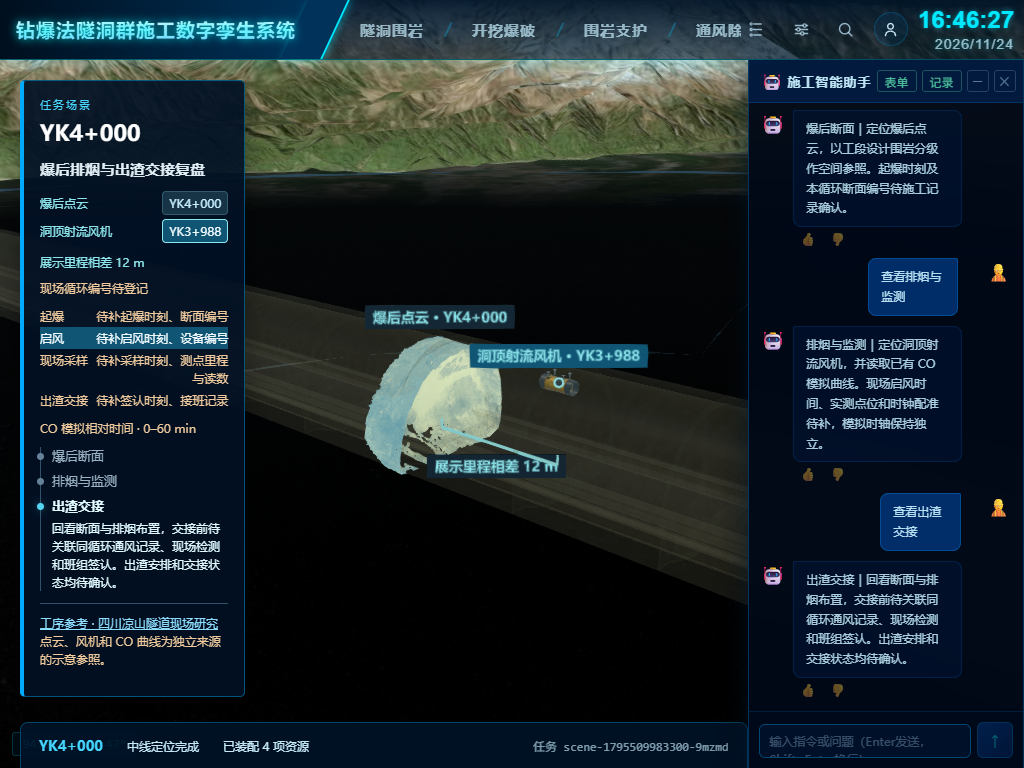 钻爆法隧洞群施工数字孪生系统
隧洞围岩 / 开挖爆破 / 围岩支护 / 通风除
16:46:27
2026/11/24
任务场景
YK4+000
爆后排烟与出渣交接复盘
爆后点云 YK4+000
洞顶射流风机 YK3+988
展示里程相差 12 m
现场循环编号待登记
起爆 待补起爆时刻、断面编号
启风 待补启风时刻、设备编号
现场采样 待补采样时刻、测点里程
与读数
出渣交接 待补签认时刻、接班记录
CO 模拟相对时间 · 0–60 min
爆后断面
排烟与监测
出渣交接
回看断面与排烟布置，交接前待
关联同循环通风记录、现场检测
和班组签认。出渣安排和交接状
态均待确认。
工序参考 · 四川凉山隧道现场研究
点云、风机和 CO 曲线为独立来源
的示意参照。
爆后点云 · YK4+000
洞顶射流风机 · YK3+988
展示里程相差 12 m
YK4+000 中线定位完成 已装配 4 项资源
任务 scene-1795509983300-9mzmd
施工智能助手 表单 记录
爆后断面 | 定位爆后点
云，以工段设计围岩分级
作空间参照。起爆时刻及
本循环断面编号待施工记
录确认。
查看排烟与
监测
排烟与监测 | 定位洞顶射
流风机，并读取已有 CO
模拟曲线。现场启风时
间、实测点位和时钟配准
待补，模拟时轴保持独
立。
查看出渣
交接
出渣交接 | 回看断面与排
烟布置，交接前待关联同
循环通风记录、现场检测
和班组签认。出渣安排和
交接状态均待确认。
输入指令或问题（Enter发送，